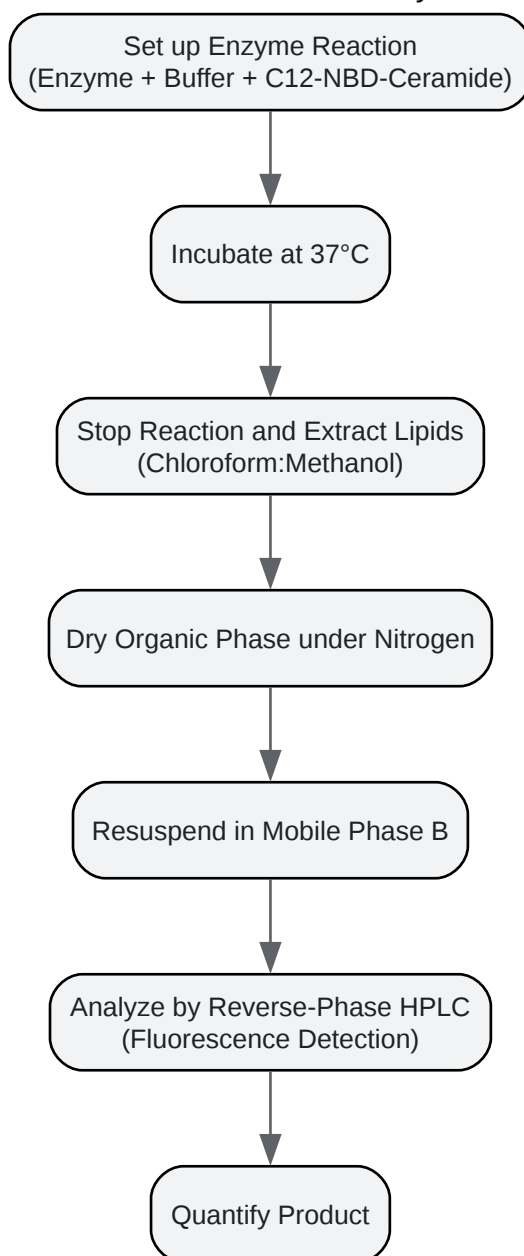 Set up Enzyme Reaction
(Enzyme + Buffer + C12-NBD-Ceramide)
Incubate at 37°C
Stop Reaction and Extract Lipids
(Chloroform:Methanol)
Dry Organic Phase under Nitrogen
Resuspend in Mobile Phase B
Analyze by Reverse-Phase HPLC
(Fluorescence Detection)
Quantify Product